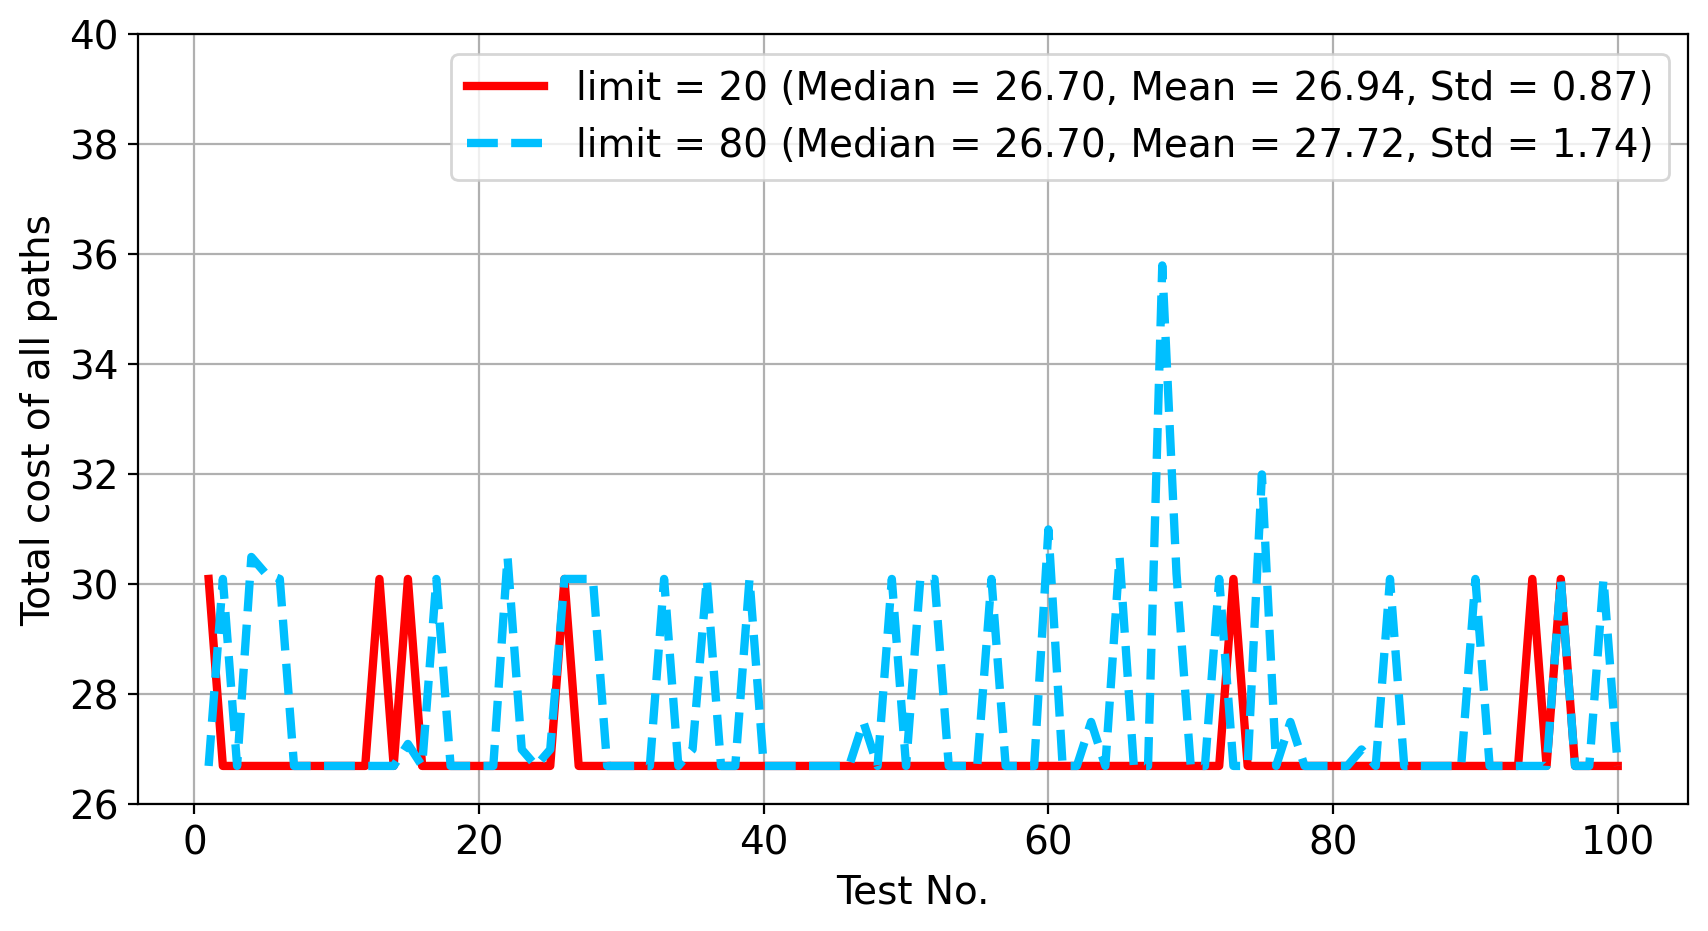 limit = 20 (Median = 26.70, Mean = 26.94, Std = 0.87)
limit = 80 (Median = 26.70, Mean = 27.72, Std = 1.74)
Total cost of all paths
40
38
36
34
32
30
28
26
0 20 40 60 80 100
Test No.